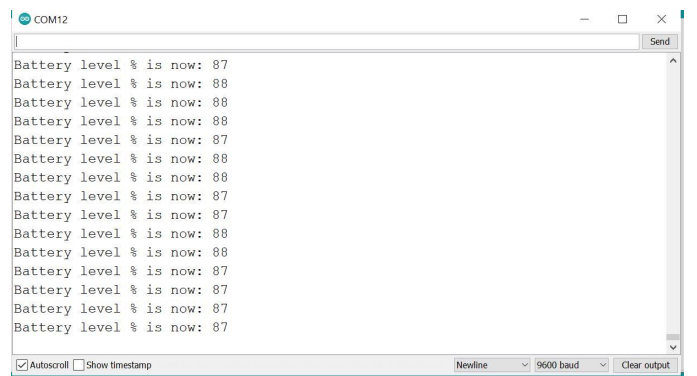 COM12
Send
Battery level % is now: 87
Battery level % is now: 88
Battery level % is now: 88
Battery level % is now: 88
Battery level % is now: 87
Battery level % is now: 88
Battery level % is now: 88
Battery level % is now: 87
Battery level % is now: 87
Battery level % is now: 88
Battery level % is now: 88
Battery level % is now: 87
Battery level % is now: 87
Battery level % is now: 87
Battery level % is now: 87
Autoscroll Show timestamp Newline 9600 baud Clear output